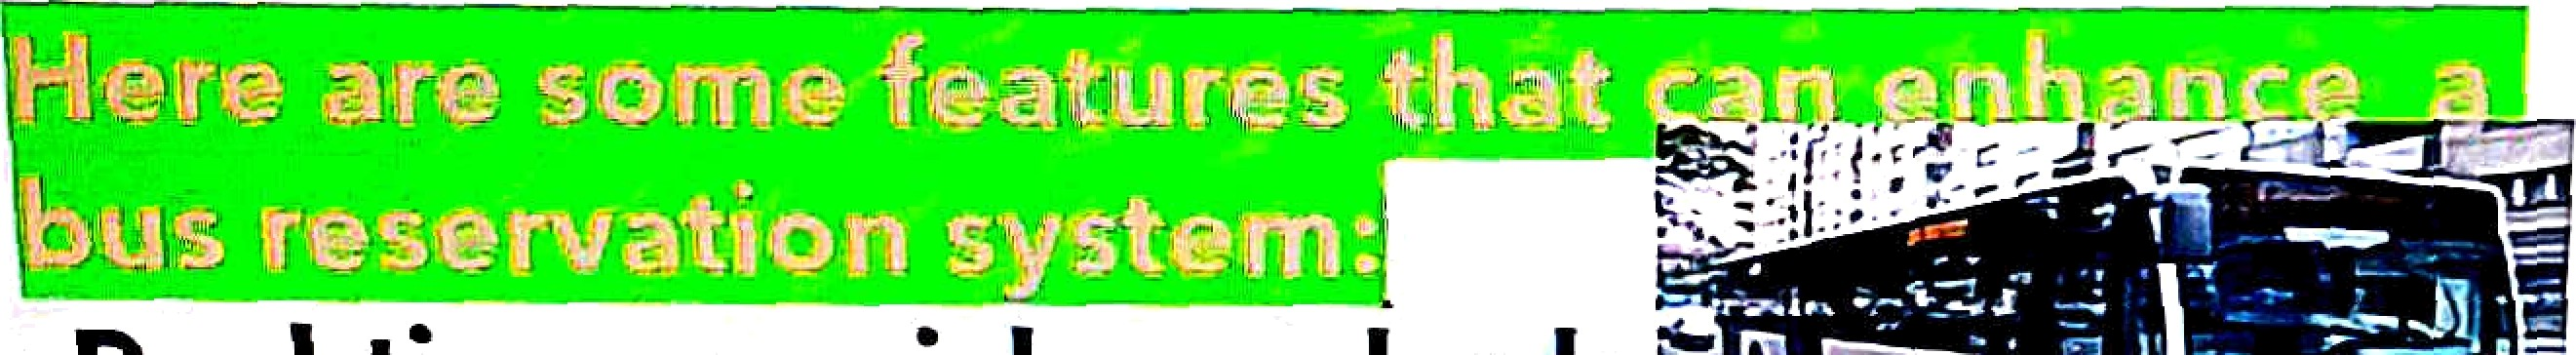 Here are some features that can enhance a
bus reservation system: